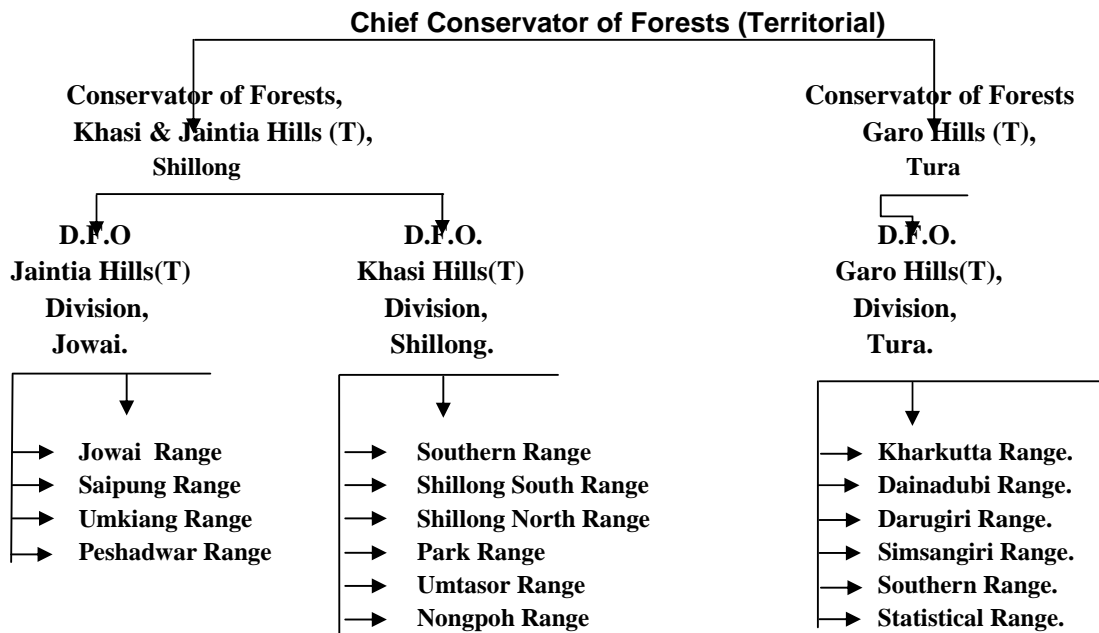 Chief Conservator of Forests (Territorial)
Conservator of Forests,
Khasi & Jaintia Hills (T),
Shillong
Conservator of Forests
Garo Hills (T),
Tura
D.F.O
Jaintia Hills(T)
Division,
Jowai.
D.F.O.
Khasi Hills(T)
Division,
Shillong.
D.F.O.
Garo Hills(T),
Division,
Tura.
Jowai Range
Saipung Range
Umkiang Range
Peshadwar Range
Southern Range
Shillong South Range
Shillong North Range
Park Range
Umtasor Range
Nongpoh Range
Kharkutta Range.
Dainadubi Range.
Darugiri Range.
Simsangiri Range.
Southern Range.
Statistical Range.